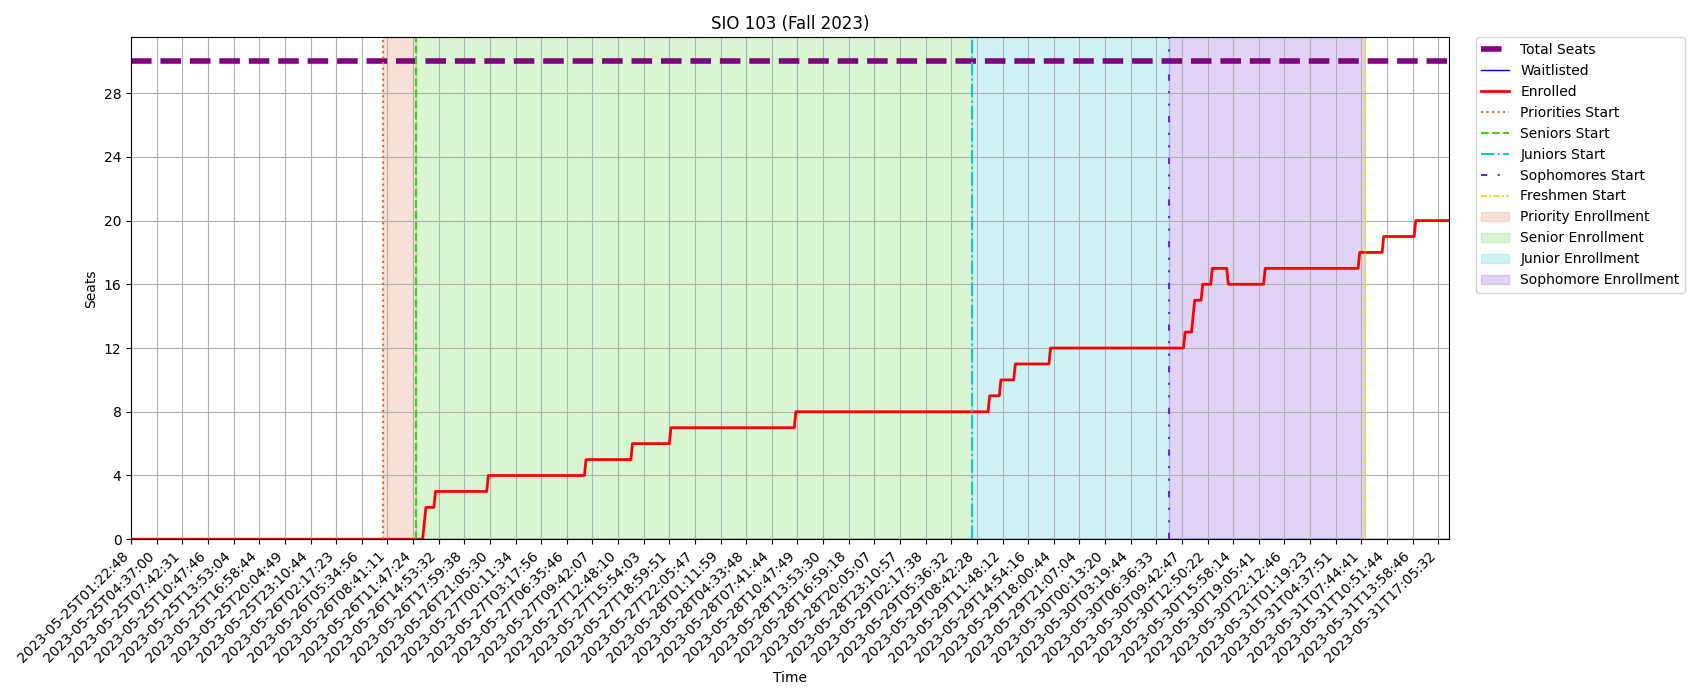 SIO 103 (Fall 2023)
Seats
28
24
20
16
12
8
4
0
2023-05-25T01:22:48
2023-05-25T04:37:00
2023-05-25T07:42:31
2023-05-25T10:47:46
2023-05-25T13:53:04
2023-05-25T16:58:44
2023-05-25T20:04:49
2023-05-25T23:10:44
2023-05-26T02:17:23
2023-05-26T05:34:56
2023-05-26T08:41:11
2023-05-26T11:47:24
2023-05-26T14:53:32
2023-05-26T17:59:38
2023-05-26T21:05:30
2023-05-27T00:11:34
2023-05-27T03:17:56
2023-05-27T06:35:46
2023-05-27T09:42:07
2023-05-27T12:48:10
2023-05-27T15:54:03
2023-05-27T18:59:51
2023-05-27T22:05:47
2023-05-28T01:11:59
2023-05-28T04:33:48
2023-05-28T07:41:44
2023-05-28T10:47:49
2023-05-28T13:53:30
2023-05-28T16:59:18
2023-05-28T20:05:07
2023-05-28T23:10:57
2023-05-29T02:17:38
2023-05-29T05:36:32
2023-05-29T08:42:28
2023-05-29T11:48:12
2023-05-29T14:54:16
2023-05-29T18:00:44
2023-05-29T21:07:04
2023-05-30T00:13:20
2023-05-30T03:19:44
2023-05-30T06:36:33
2023-05-30T09:42:47
2023-05-30T12:50:22
2023-05-30T15:58:14
2023-05-30T19:05:41
2023-05-30T22:12:46
2023-05-31T01:19:23
2023-05-31T04:37:51
2023-05-31T07:44:41
2023-05-31T10:51:44
2023-05-31T13:58:46
2023-05-31T17:05:32
Time
Total Seats
Waitlisted
Enrolled
Priorities Start
Seniors Start
Juniors Start
Sophomores Start
Freshmen Start
Priority Enrollment
Senior Enrollment
Junior Enrollment
Sophomore Enrollment